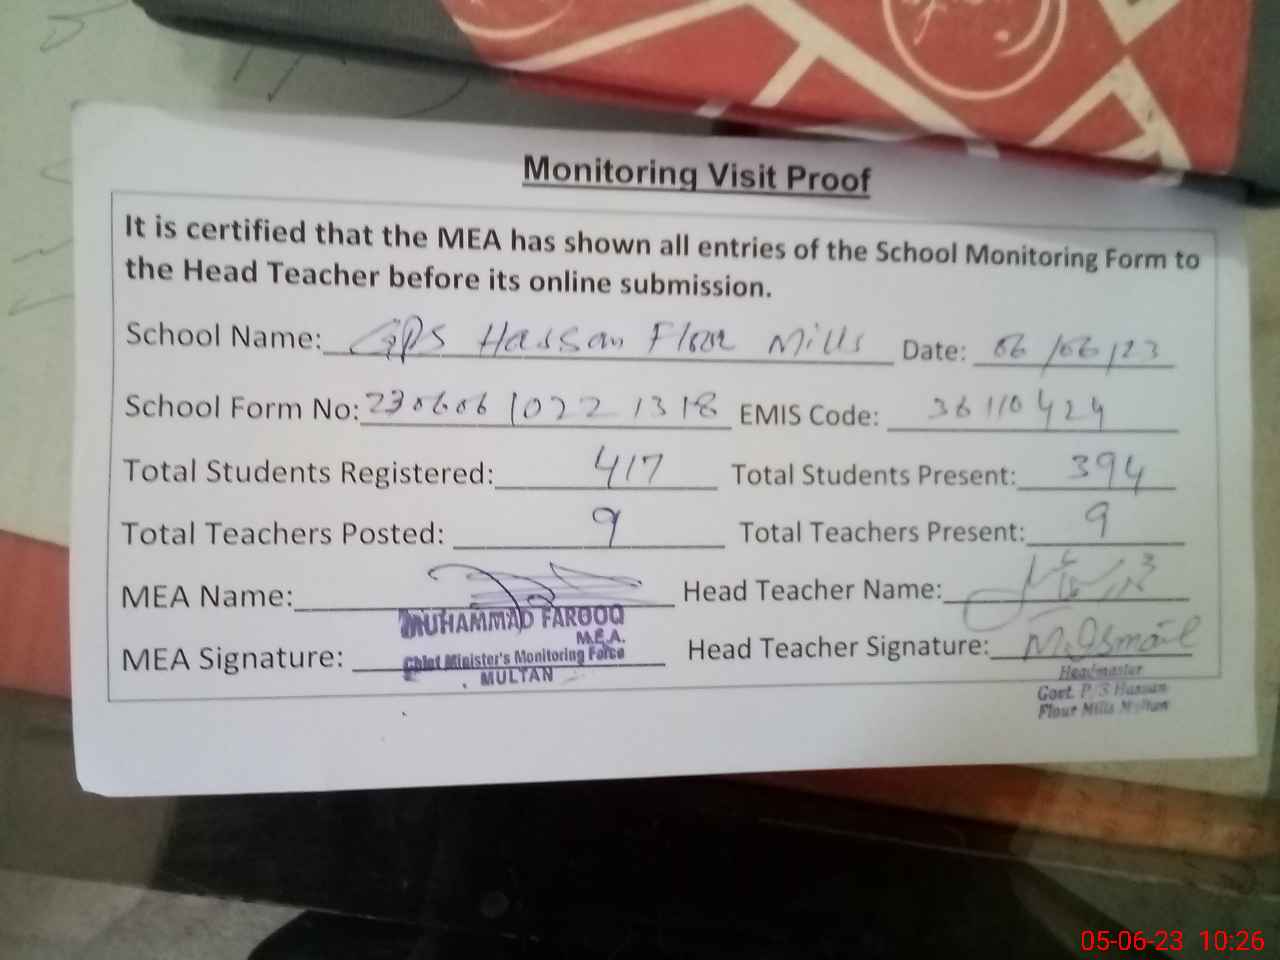 Monitoring Visit Proof
It is certified that the MEA has shown all entries of the School Monitoring Form to
the Head Teacher before its online submission.
School Name: GPS Hassan Flour Mills Date: 06/06/23
School Form No: 230606 1022 1318 EMIS Code: 36110424
Total Students Registered: 417 Total Students Present: 394
Total Teachers Posted: 9 Total Teachers Present: 9
MEA Name: Head Teacher Name:
MUHAMMAD FAROOQ
M.E.A.
MEA Signature: Chief Minister's Monitoring Force Head Teacher Signature: M. Ismail
MULTAN
Headmaster
Govt. P/S Hassan
Flour Mills Multan
05-06-23 10:26